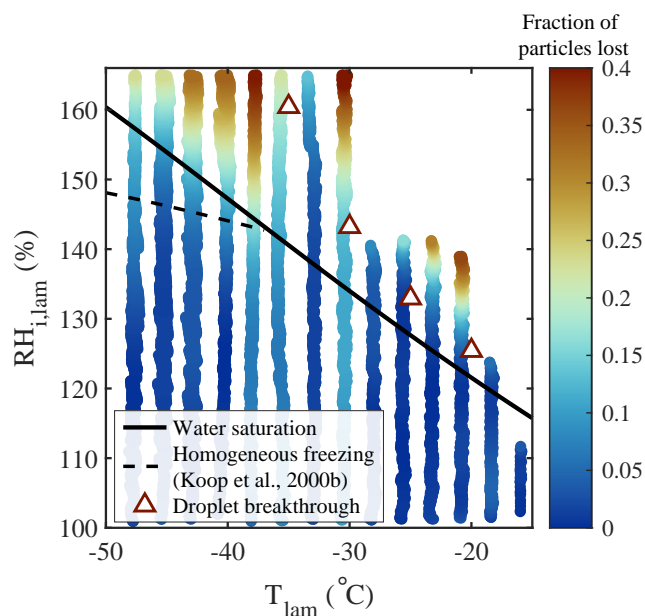 Fraction of
particles lost
0.4
0.35
0.3
0.25
0.2
0.15
0.1
0.05
0
160
150
140
130
120
110
100
RH_i,lam (%)
Water saturation
Homogeneous freezing
(Koop et al., 2000b)
Droplet breakthrough
-50 -40 -30 -20
T_lam (°C)